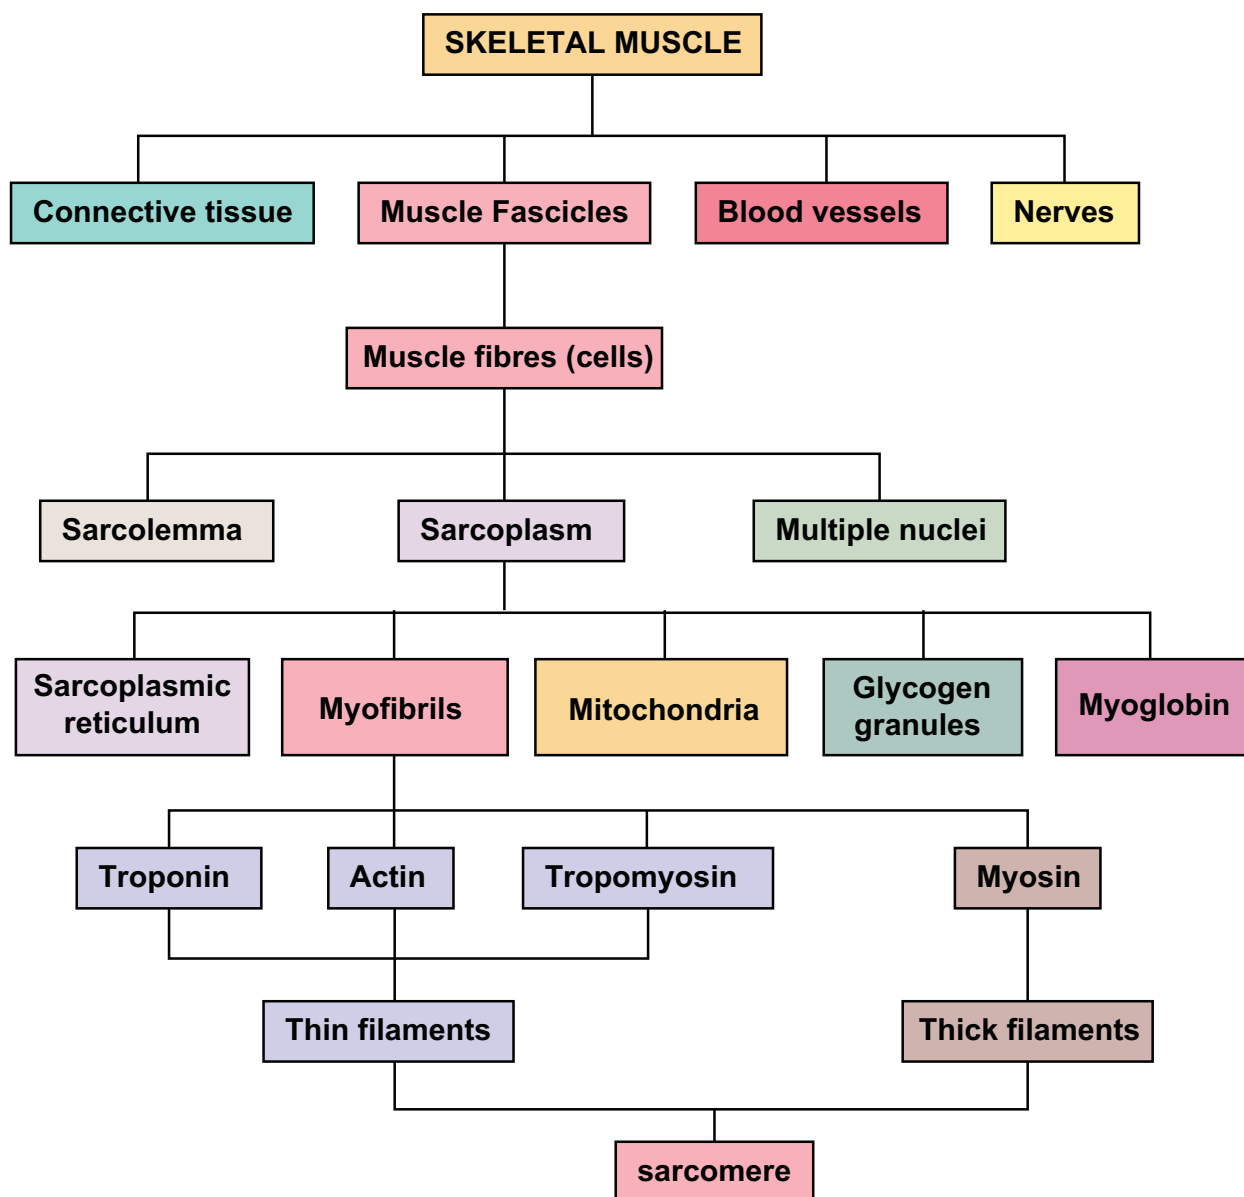 SKELETAL MUSCLE
Connective tissue
Muscle Fascicles
Blood vessels
Nerves
Muscle fibres (cells)
Sarcolemma
Sarcoplasm
Multiple nuclei
Sarcoplasmic
reticulum
Myofibrils
Mitochondria
Glycogen
granules
Myoglobin
Troponin
Actin
Tropomyosin
Myosin
Thin filaments
Thick filaments
sarcomere